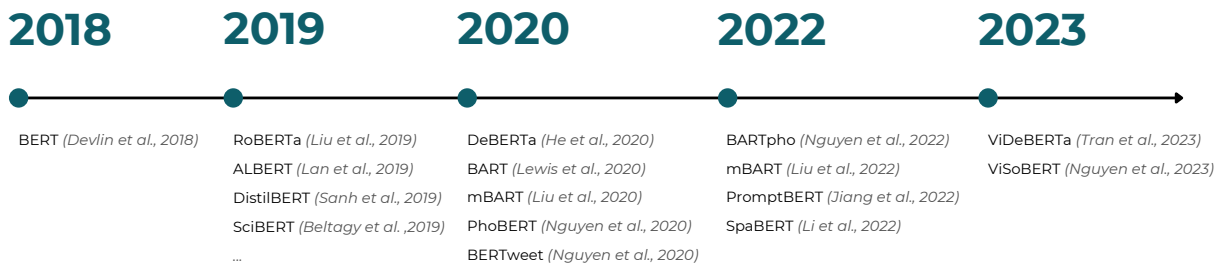 2018
2019
2020
2022
2023
BERT (Devlin et al., 2018)
RoBERTa (Liu et al., 2019)
ALBERT (Lan et al., 2019)
DistilBERT (Sanh et al., 2019)
SciBERT (Beltagy et al. ,2019)
...
DeBERTa (He et al., 2020)
BART (Lewis et al., 2020)
mBART (Liu et al., 2020)
PhoBERT (Nguyen et al., 2020)
BERTweet (Nguyen et al., 2020)
BARTpho (Nguyen et al., 2022)
mBART (Liu et al., 2022)
PromptBERT (Jiang et al., 2022)
SpaBERT (Li et al., 2022)
ViDeBERTa (Tran et al., 2023)
ViSoBERT (Nguyen et al., 2023)